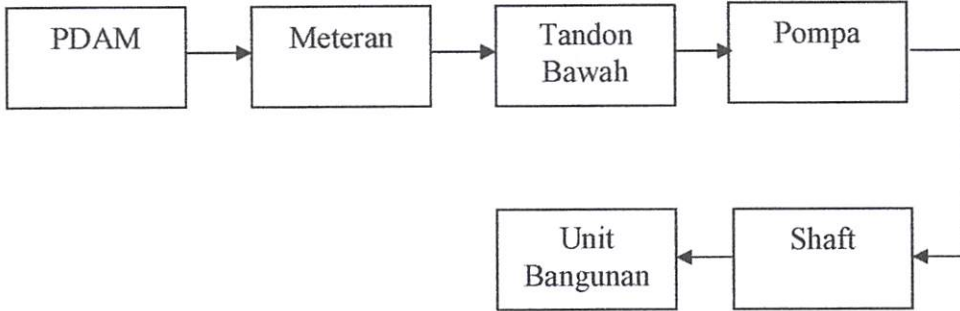 PDAM
Meteran
Tandon
Bawah
Pompa
Shaft
Unit
Bangunan